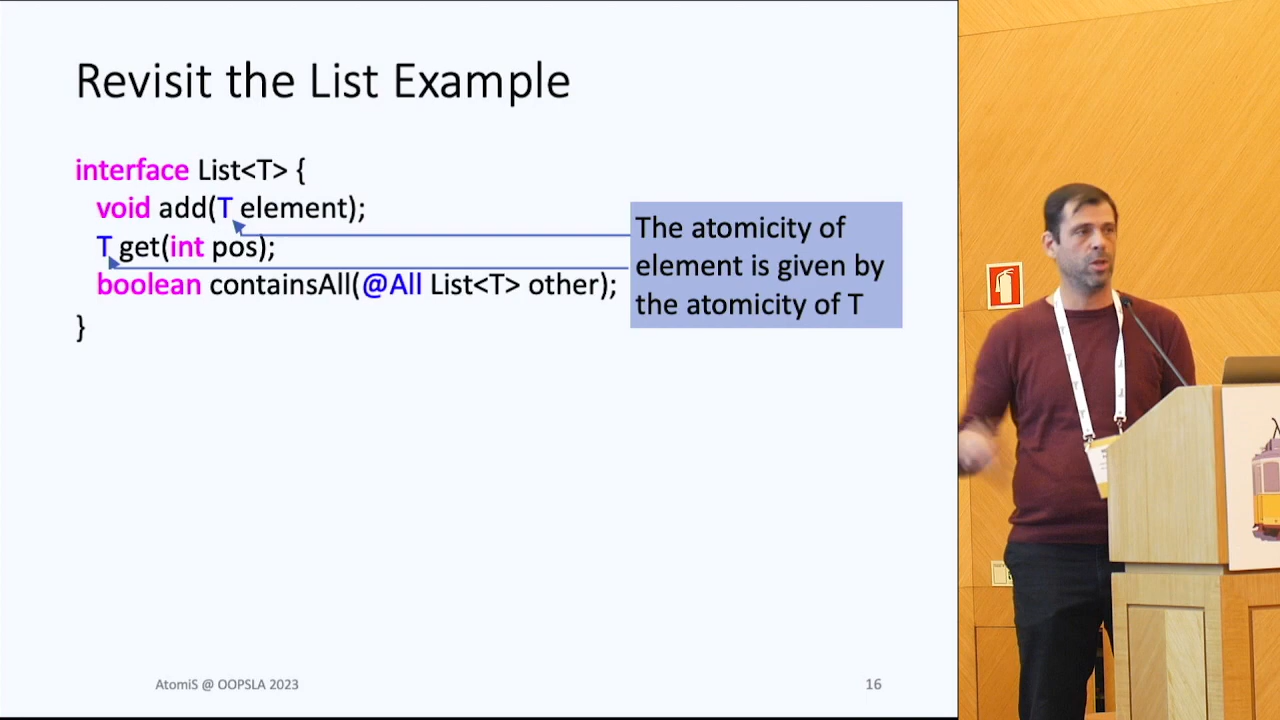 Revisit the List Example
interface List<T> {
void add(T element);
T get(int pos);
boolean containsAll(@All List<T> other);
}
The atomicity of
element is given by
the atomicity of T
AtomiS @ OOPSLA 2023
16